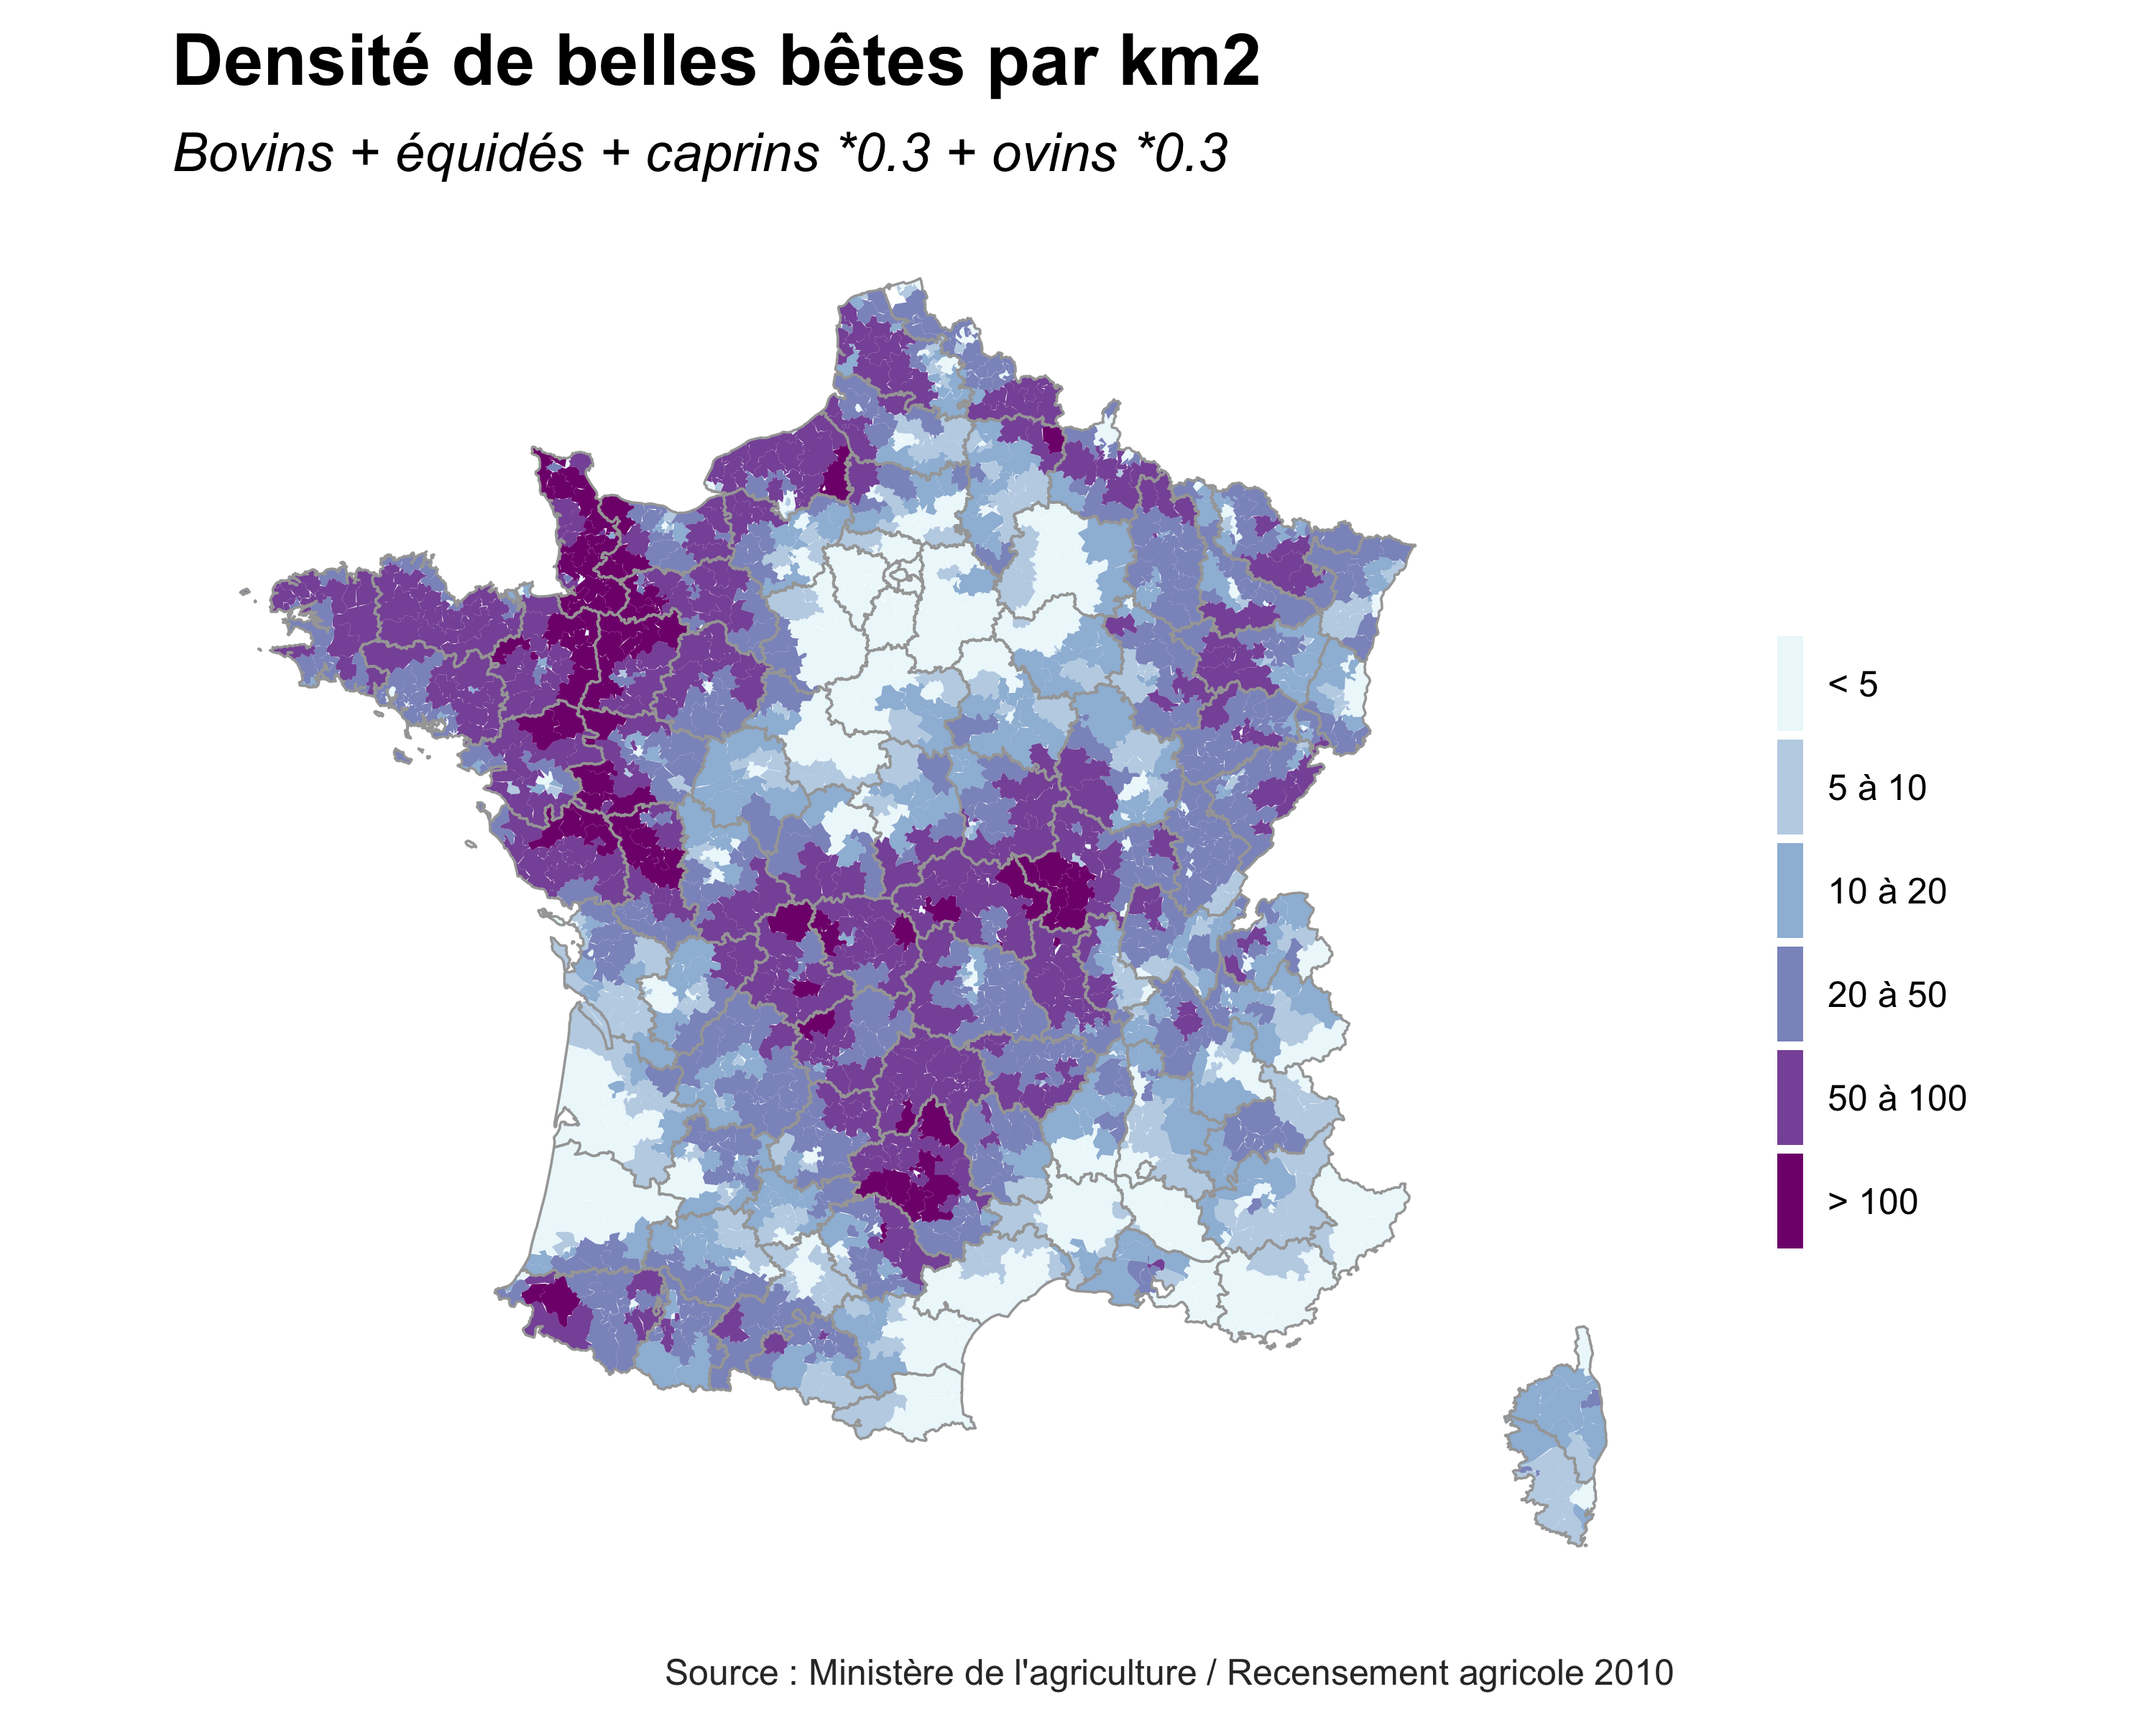 Densité de belles bêtes par km2
Bovins + équidés + caprins *0.3 + ovins *0.3
< 5
5 à 10
10 à 20
20 à 50
50 à 100
> 100
Source : Ministère de l'agriculture / Recensement agricole 2010